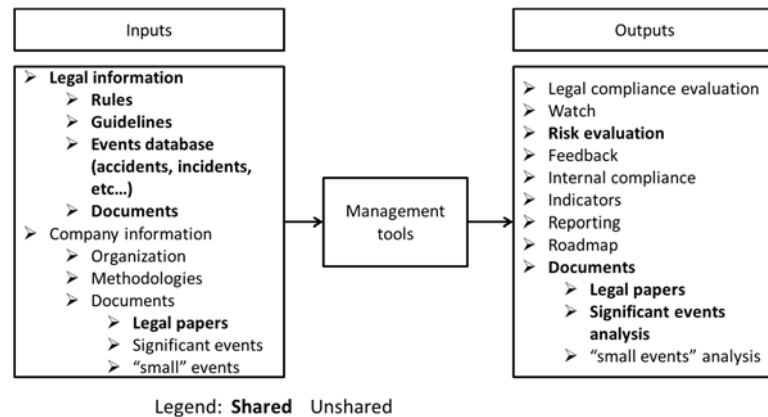 Inputs
Legal information
Rules
Guidelines
Events database
(accidents, incidents,
etc…)
Documents
Company information
Organization
Methodologies
Documents
Legal papers
Significant events
“small” events
Management
tools
Outputs
Legal compliance evaluation
Watch
Risk evaluation
Feedback
Internal compliance
Indicators
Reporting
Roadmap
Documents
Legal papers
Significant events
analysis
“small events” analysis
Legend: Shared Unshared